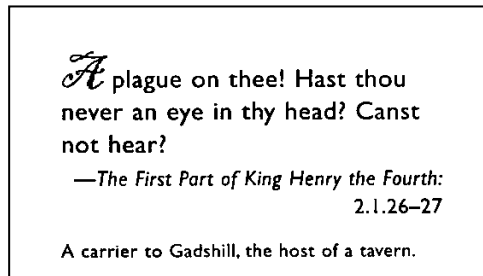 A plague on thee! Hast thou
never an eye in thy head? Canst
not hear?
—The First Part of King Henry the Fourth:
2.1.26–27
A carrier to Gadshill, the host of a tavern.